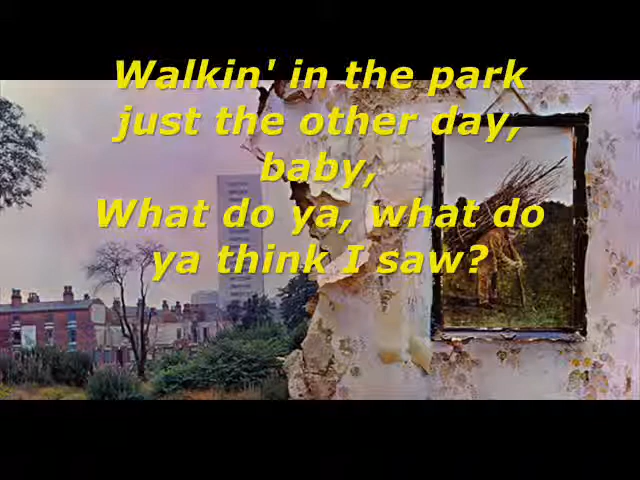 Walkin' in the park
just the other day,
baby,
What do ya, what do
ya think I saw?